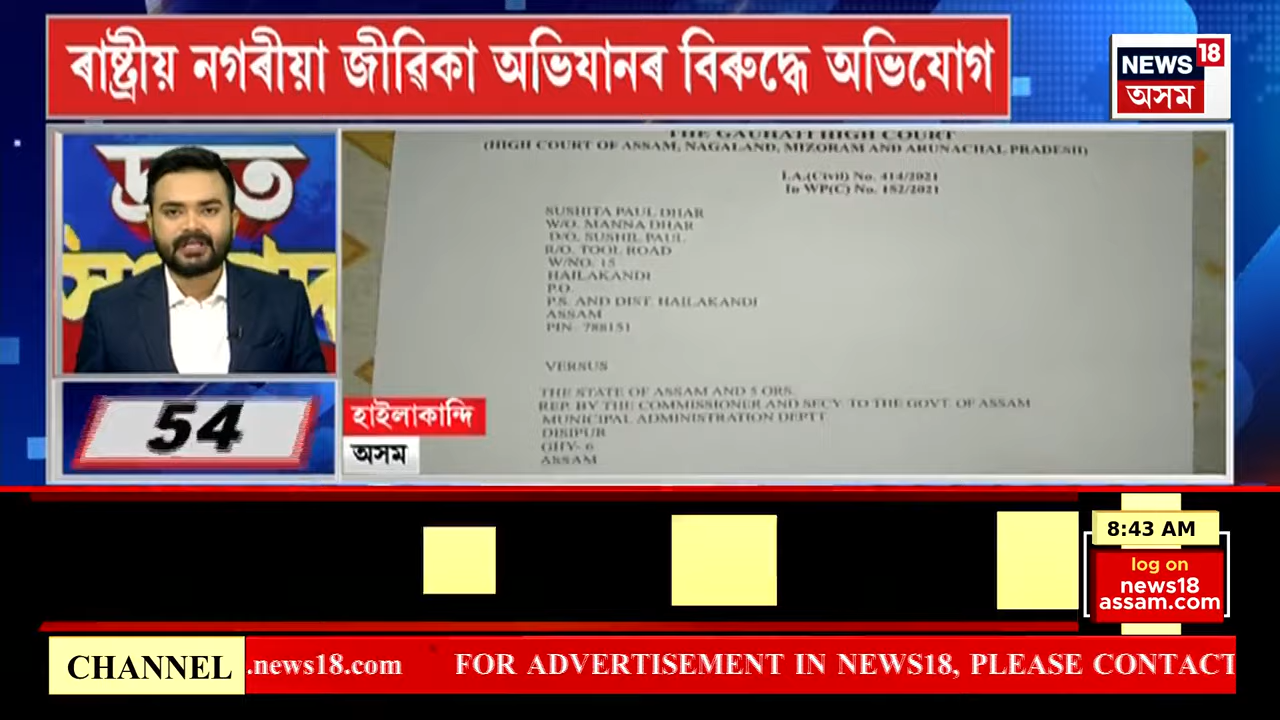 ৰাষ্ট্ৰীয় নগৰীয়া জীৱিকা অভিযানৰ বিৰুদ্ধে অভিযোগ
NEWS 18
অসম
দ্ৰুত
THE GAUHATI HIGH COURT
(HIGH COURT OF ASSAM, NAGALAND, MIZORAM AND ARUNACHAL PRADESH)
I.A.(Civil) No. 414/2021
In WP(C) No. 152/2021
SUSHITA PAUL DHAR
W/O. MANNA DHAR
D/O. SUSHIL PAUL
R/O. TOOL ROAD
W/NO. 15
HAILAKANDI
P.O.
P.S. AND DIST. HAILAKANDI
ASSAM
PIN- 788151
VERSUS
THE STATE OF ASSAM AND 5 ORS.
REP. BY THE COMMISSIONER AND SECY. TO THE GOVT. OF ASSAM
MUNICIPAL ADMINISTRATION DEPTT
DISPUR
GHY- 6
ASSAM
54
হাইলাকান্দি
অসম
8:43 AM
log on
news18
assam.com
CHANNEL .news18.com FOR ADVERTISEMENT IN NEWS18, PLEASE CONTACT